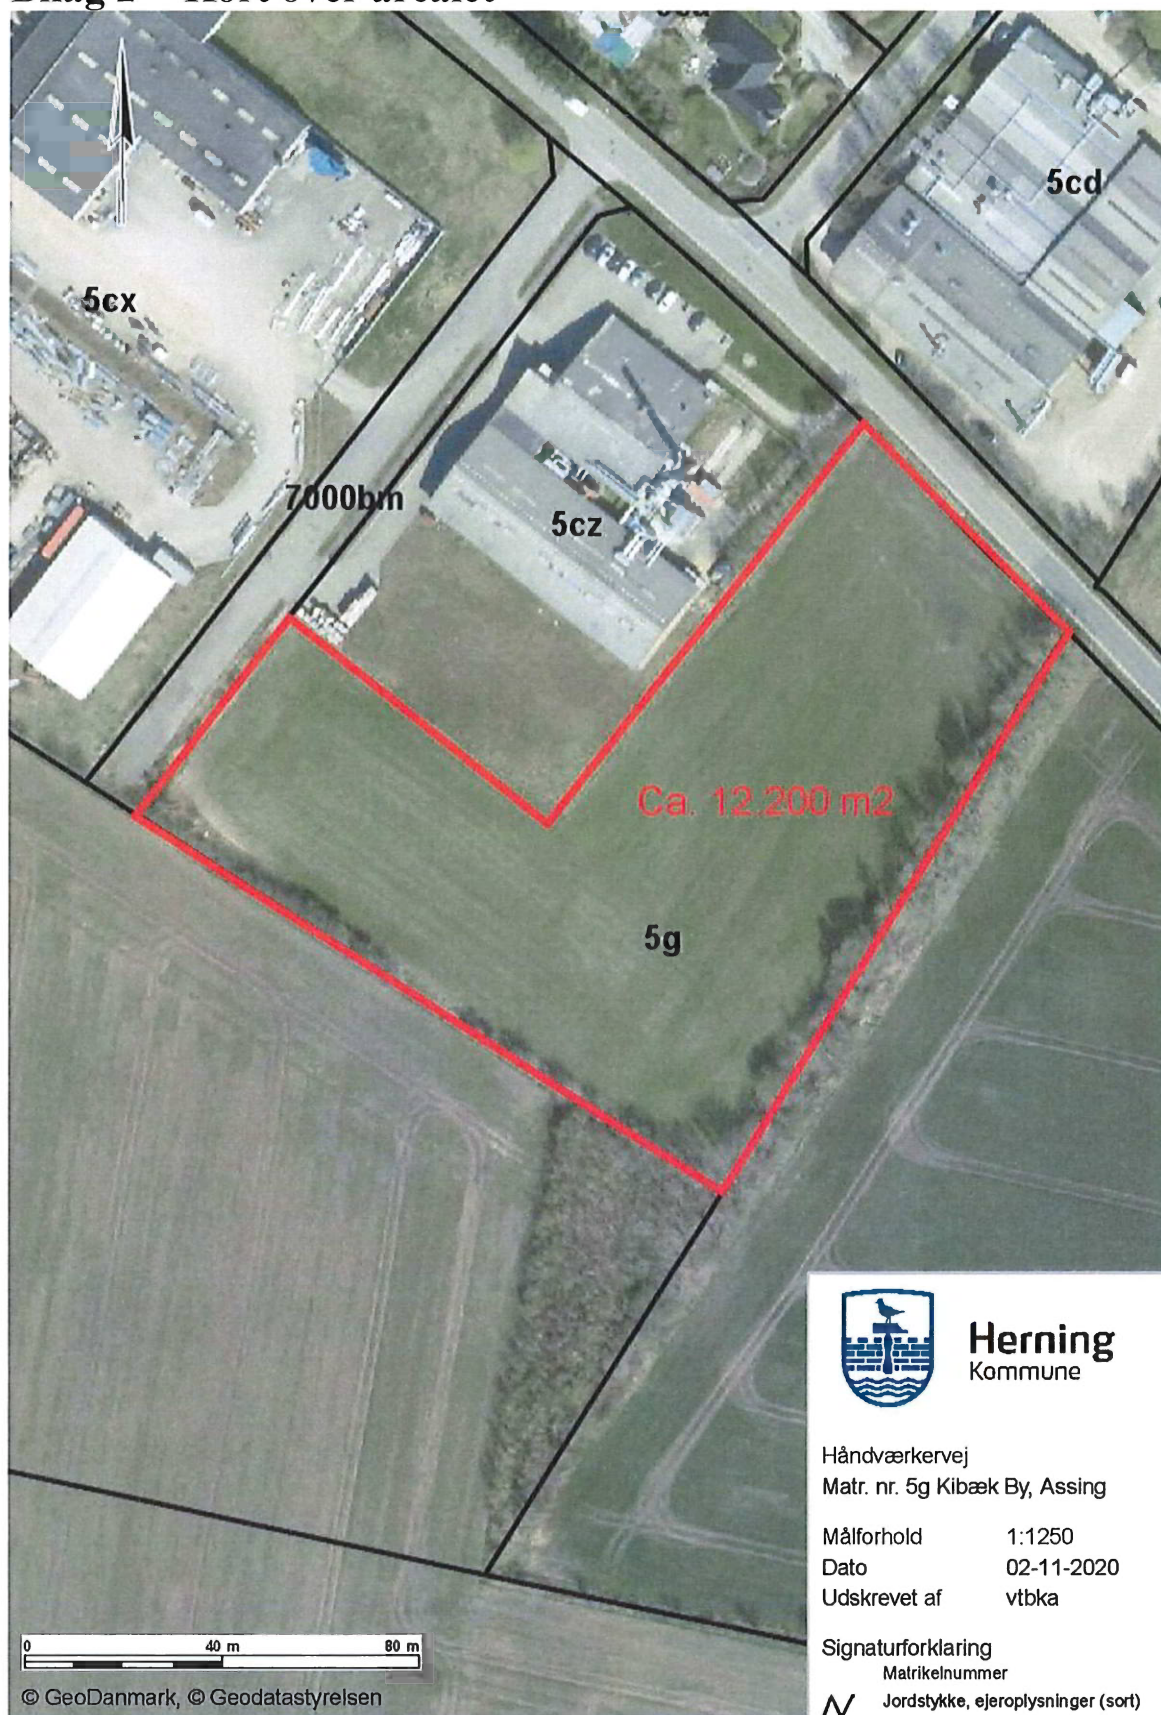 5cd
5cx
7000bm
5cz
Ca. 12.200 m2
5g
Herning
Kommune
Håndværkervej
Matr. nr. 5g Kibæk By, Assing
Målforhold 1:1250
Dato 02-11-2020
Udskrevet af vtbka
Signaturforklaring
Matrikelnummer
Jordstykke, ejeroplysninger (sort)
0 40 m 80 m
© GeoDanmark, © Geodatastyrelsen